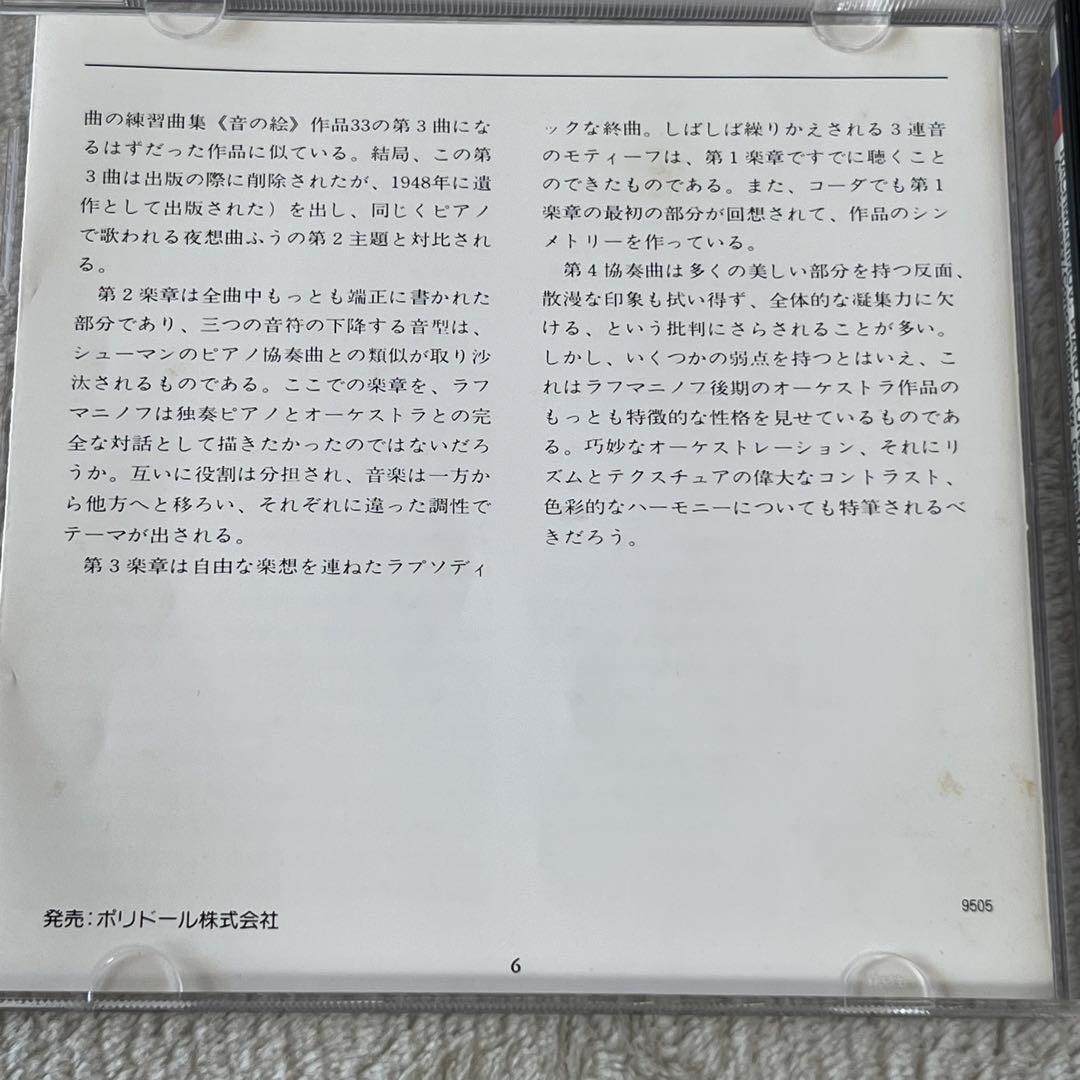 曲の練習曲集《音の絵》作品33の第3曲にな
るはずだった作品に似ている。結局、この第
3曲は出版の際に削除されたが、1948年に遺
作として出版された）を出し、同じくピアノ
で歌われる夜想曲ふうの第2主題と対比され
る。
第2楽章は全曲中もっとも端正に書かれた
部分であり、三つの音符の下降する音型は、
シューマンのピアノ協奏曲との類似が取り沙
汰されるものである。ここでの楽章を、ラフ
マニノフは独奏ピアノとオーケストラとの完
全な対話として描きたかったのではないだろ
うか。互いに役割は分担され、音楽は一方か
ら他方へと移ろい、それぞれに違った調性で
テーマが出される。
第3楽章は自由な楽想を連ねたラプソディ
ックな終曲。しばしば繰りかえされる3連音
のモティーフは、第1楽章ですでに聴くこと
のできたものである。また、コーダでも第1
楽章の最初の部分が回想されて、作品のシン
メトリーを作っている。
第4協奏曲は多くの美しい部分を持つ反面、
散漫な印象も拭い得ず、全体的な凝集力に欠
ける、という批判にさらされることが多い。
しかし、いくつかの弱点を持つとはいえ、こ
れはラフマニノフ後期のオーケストラ作品の
もっとも特徴的な性格を見せているものであ
る。巧妙なオーケストレーション、それにリ
ズムとテクスチュアの偉大なコントラスト、
色彩的なハーモニーについても特筆されるべ
きだろう。
発売：ポリドール株式会社
9505
6